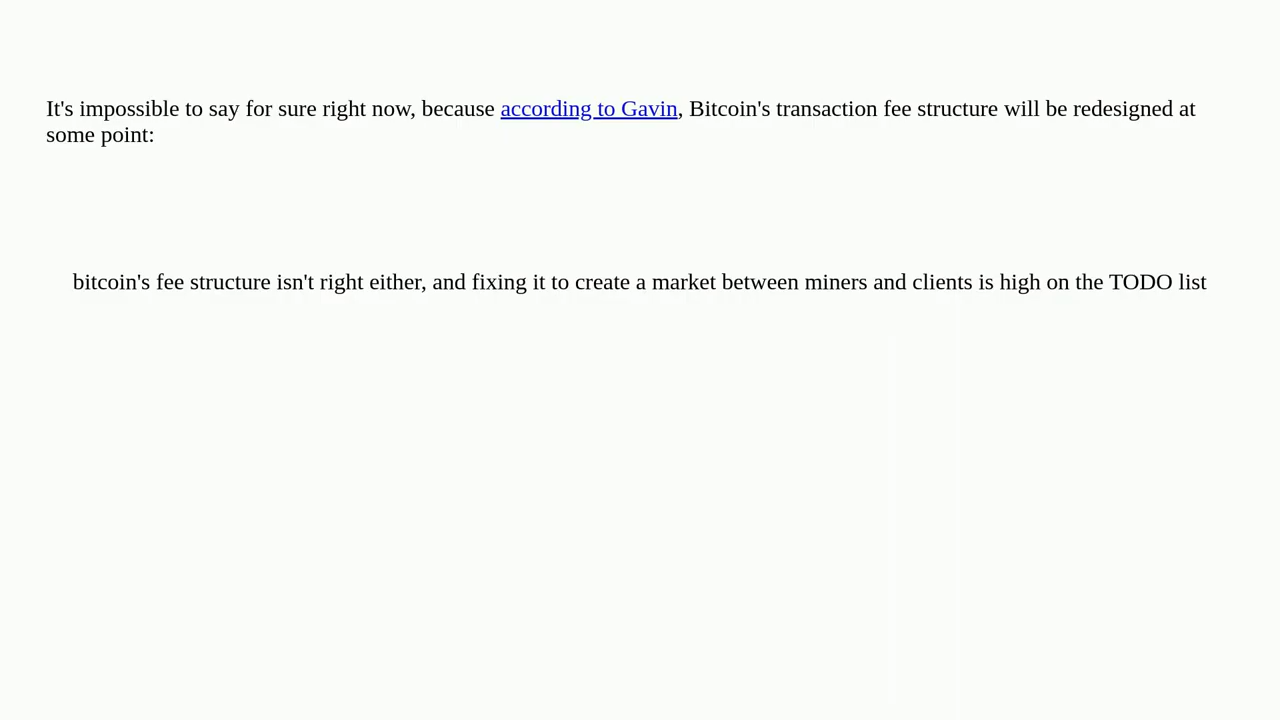 It's impossible to say for sure right now, because according to Gavin, Bitcoin's transaction fee structure will be redesigned at
some point:
bitcoin's fee structure isn't right either, and fixing it to create a market between miners and clients is high on the TODO list